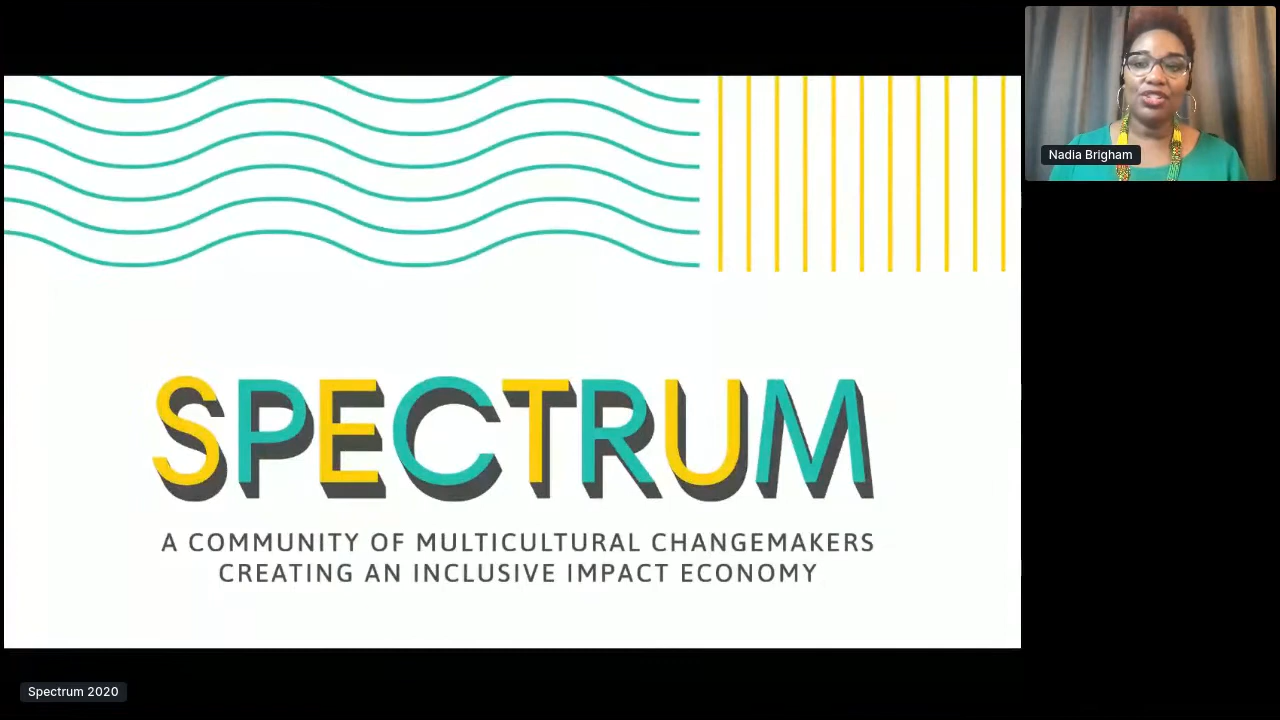 Nadia Brigham
SPECTRUM
A COMMUNITY OF MULTICULTURAL CHANGEMAKERS
CREATING AN INCLUSIVE IMPACT ECONOMY
Spectrum 2020